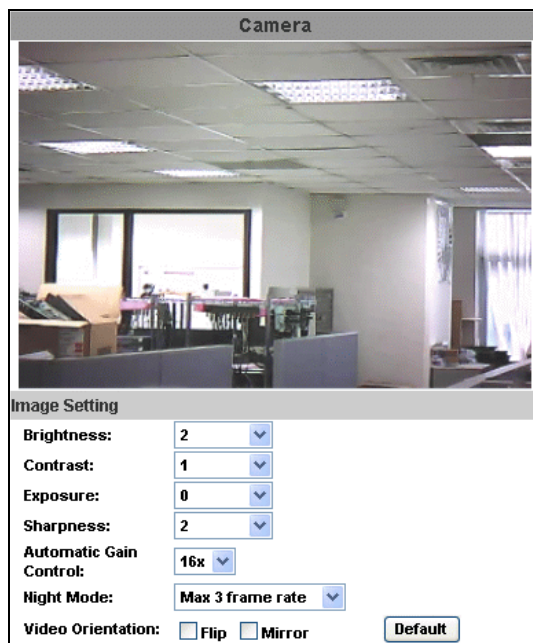 Camera
Image Setting
Brightness: 2
Contrast: 1
Exposure: 0
Sharpness: 2
Automatic Gain
Control: 16x
Night Mode: Max 3 frame rate
Video Orientation: Flip Mirror Default